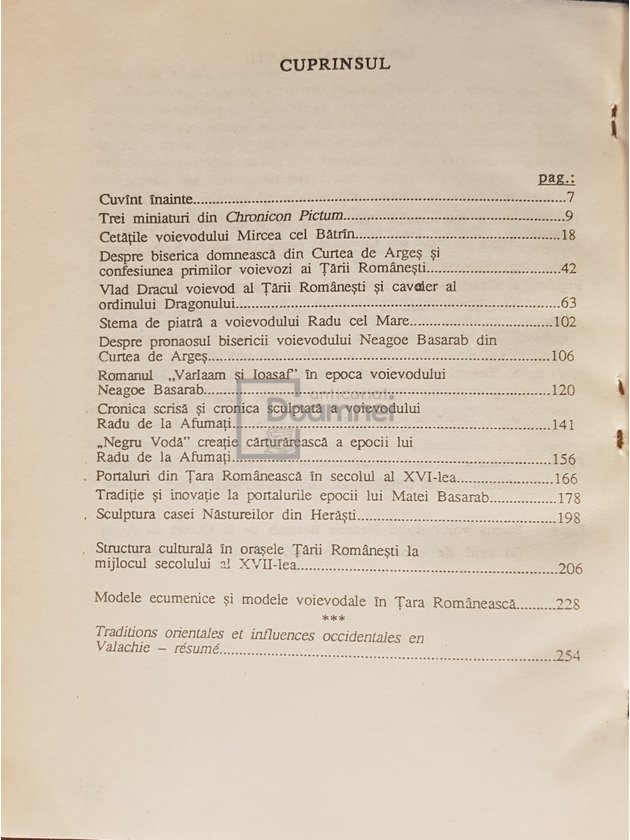 CUPRINSUL
pag.:
Cuvînt înainte...7
Trei miniaturi din Chronicon Pictum...9
Cetățile voievodului Mircea cel Bătrîn...18
Despre biserica domnească din Curtea de Argeș și
confesiunea primilor voievozi ai Țării Românești...42
Vlad Dracul voievod al Țării Românești și cavaler al
ordinului Dragonului...63
Stema de piatră a voievodului Radu cel Mare...102
Despre pronaosul bisericii voievodului Neagoe Basarab din
Curtea de Argeș...106
Romanul „Varlaam și Ioasaf” în epoca voievodului
Neagoe Basarab...120
anticariat
Doamnei
Cronica scrisă și cronica sculptată a voievodului
Radu de la Afumați...141
„Negru Vodă” creație cărturărească a epocii lui
Radu de la Afumați...156
Portaluri din Țara Românească în secolul al XVI-lea...166
Tradiție și inovație la portalurile epocii lui Matei Basarab...178
Sculptura casei Năstureilor din Herăști...198
Structura culturală în orașele Țării Românești la
mijlocul secolului al XVII-lea...206
Modele ecumenice și modele voievodale în Țara Românească...228
***
Traditions orientales et influences occidentales en
Valachie – résumé...254